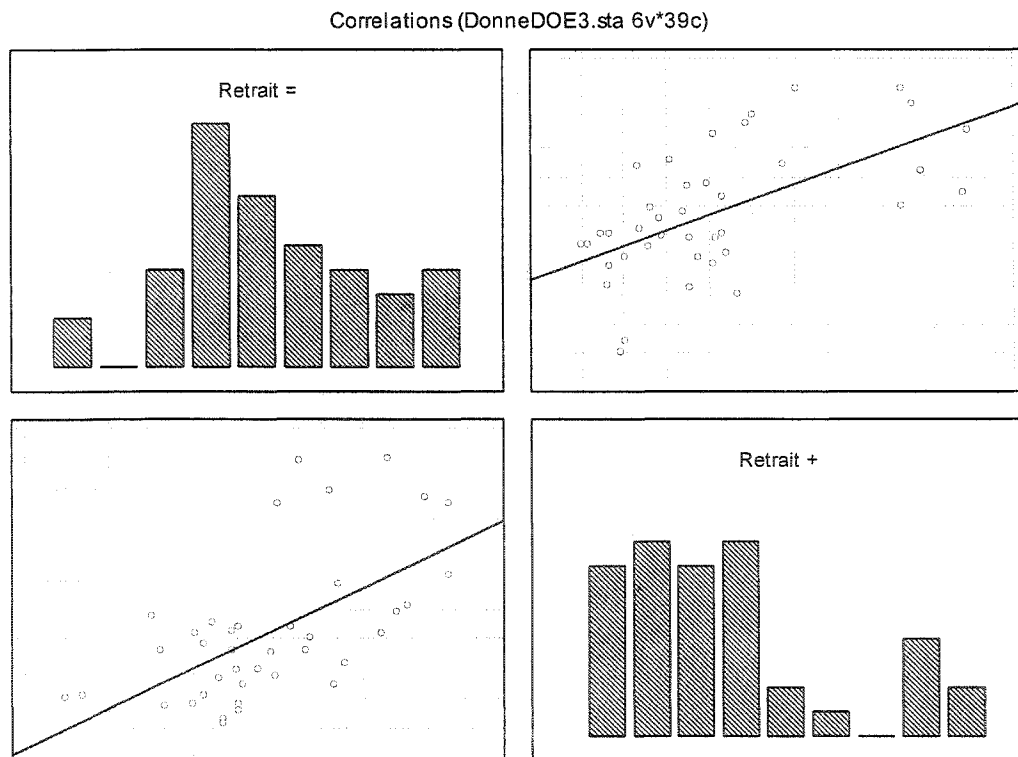 Correlations (DonneDOE3.sta 6v*39c)
Retrait =
Retrait +